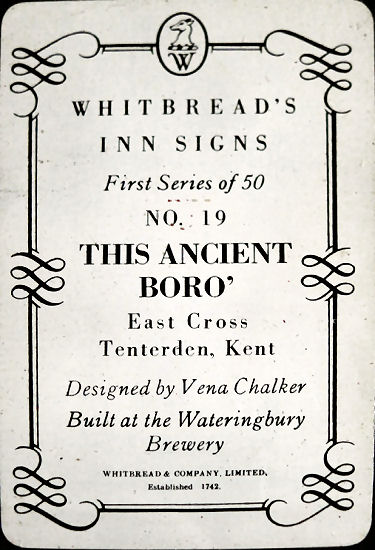 W
WHITBREAD'S
INN SIGNS
First Series of 50
NO. 19
THIS ANCIENT
BORO'
East Cross
Tenterden, Kent
Designed by Vena Chalker
Built at the Wateringbury
Brewery
WHITBREAD & COMPANY, LIMITED,
Established 1742.